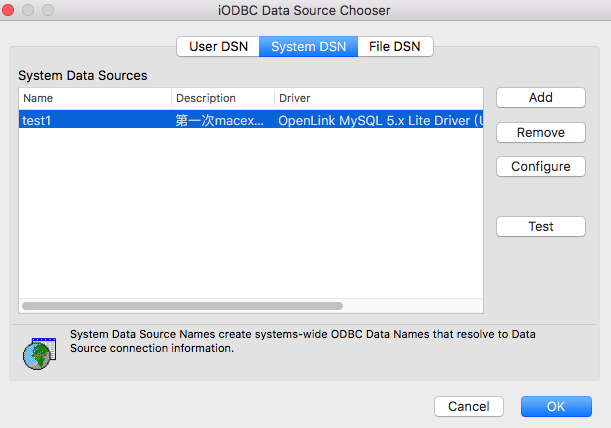 iODBC Data Source Chooser
User DSN System DSN File DSN
System Data Sources
Name Description Driver
test1 第一次macex... OpenLink MySQL 5.x Lite Driver (U
Add
Remove
Configure
Test
System Data Source Names create systems-wide ODBC Data Names that resolve to Data
Source connection information.
Cancel OK